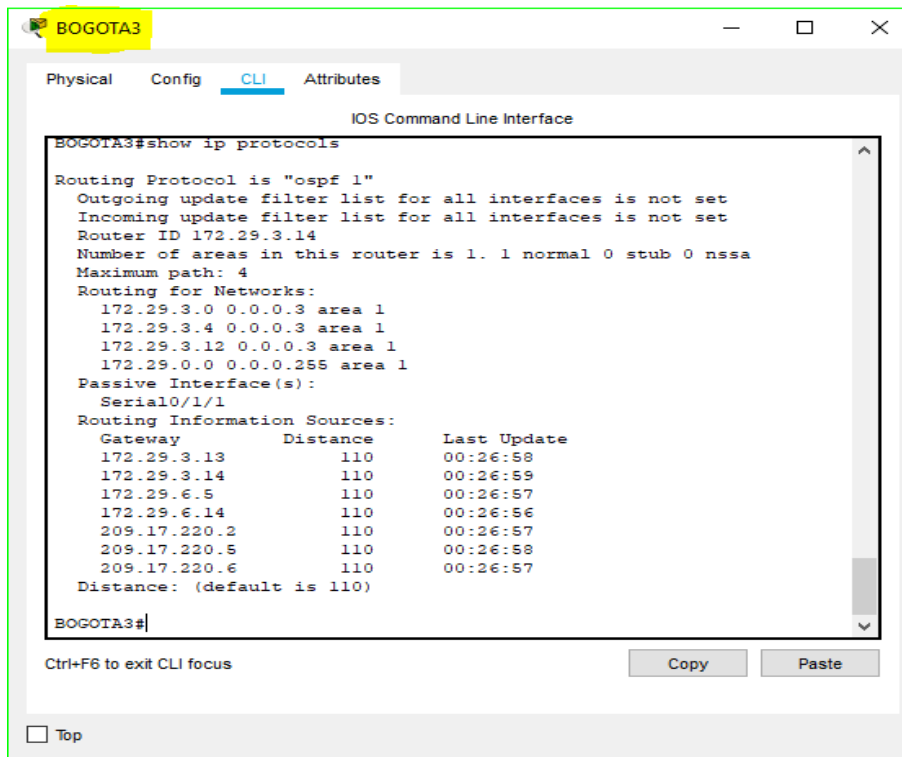 BOGOTA3
Physical Config CLI Attributes
IOS Command Line Interface
BOGOTA3#show ip protocols
Routing Protocol is "ospf 1"
Outgoing update filter list for all interfaces is not set
Incoming update filter list for all interfaces is not set
Router ID 172.29.3.14
Number of areas in this router is 1. 1 normal 0 stub 0 nssa
Maximum path: 4
Routing for Networks:
172.29.3.0 0.0.0.3 area 1
172.29.3.4 0.0.0.3 area 1
172.29.3.12 0.0.0.3 area 1
172.29.0.0 0.0.0.255 area 1
Passive Interface(s):
Serial0/1/1
Routing Information Sources:
Gateway Distance Last Update
172.29.3.13 110 00:26:58
172.29.3.14 110 00:26:59
172.29.6.5 110 00:26:57
172.29.6.14 110 00:26:56
209.17.220.2 110 00:26:57
209.17.220.5 110 00:26:58
209.17.220.6 110 00:26:57
Distance: (default is 110)
BOGOTA3#
Ctrl+F6 to exit CLI focus Copy Paste
Top